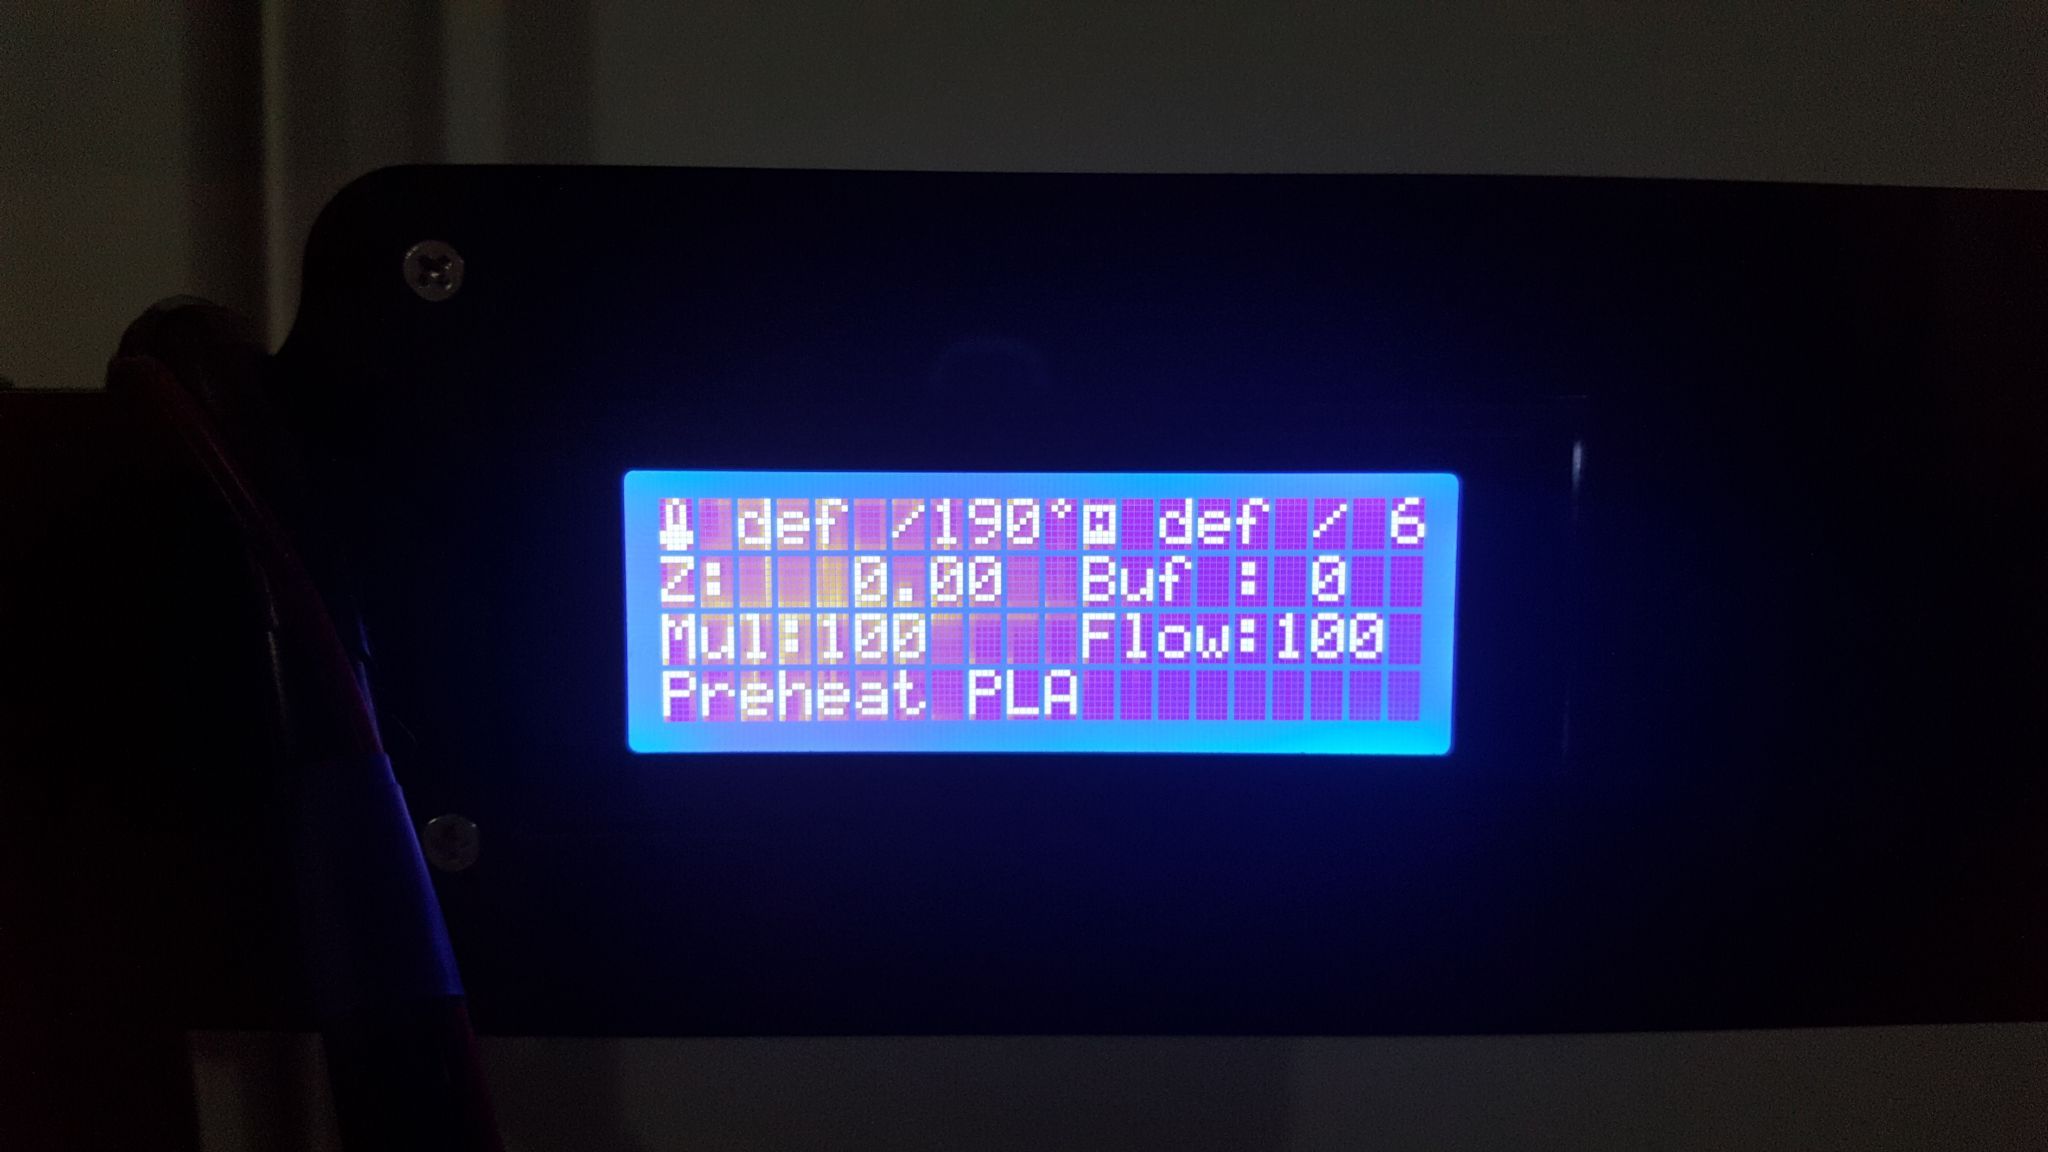 def /190° def / 6
Z: 0.00 Buf : 0
Mul:100 Flow:100
Preheat PLA